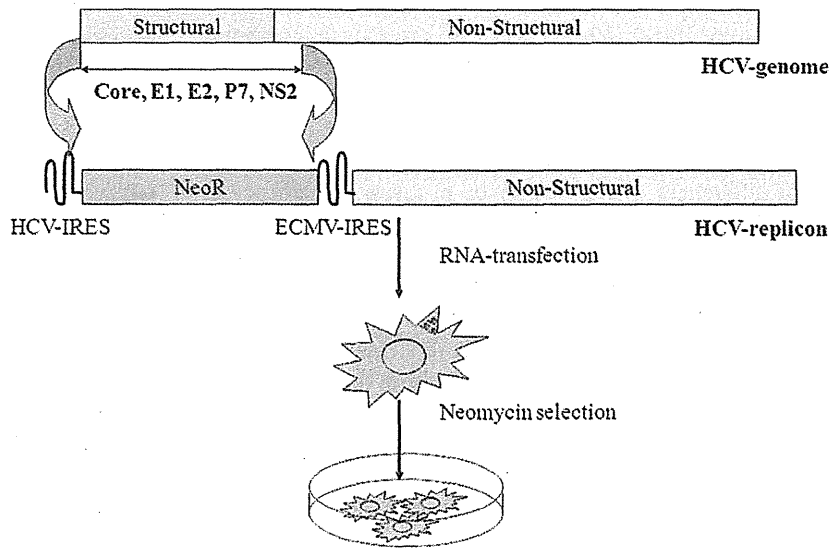 Structural
Non-Structural
HCV-genome
Core, E1, E2, P7, NS2
NeoR
Non-Structural
HCV-IRES
ECMV-IRES
HCV-replicon
RNA-transfection
Neomycin selection